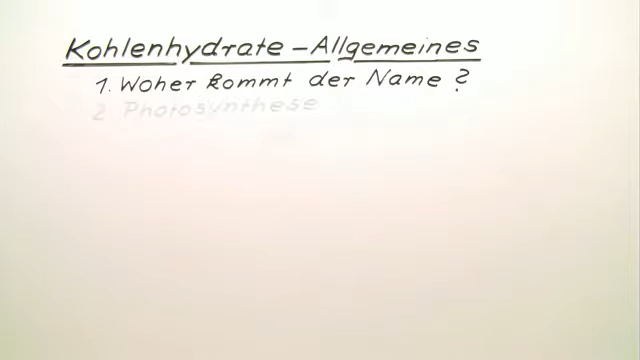 Kohlenhydrate – Allgemeines
1. Woher kommt der Name?
2 Photosynthese